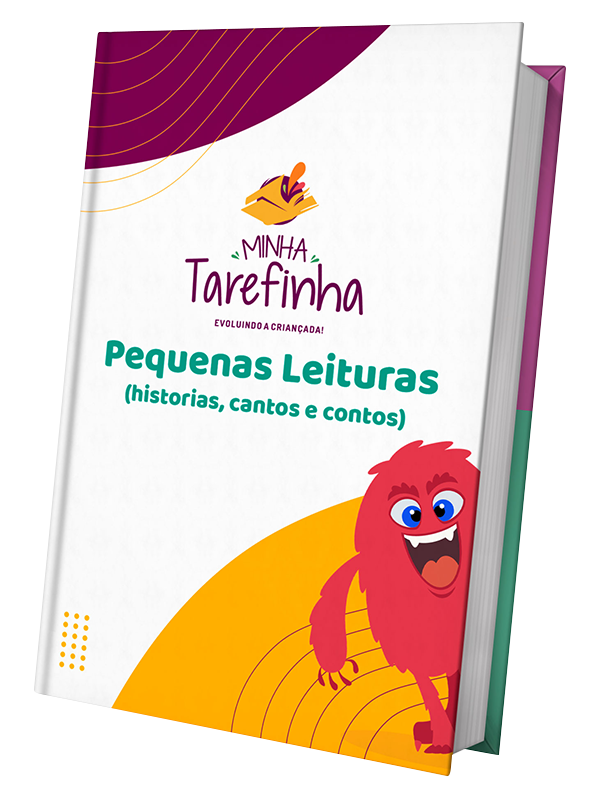 MINHA
Tarefinha
EVOLUINDO A CRIANÇADA!
Pequenas Leituras
(historias, cantos e contos)